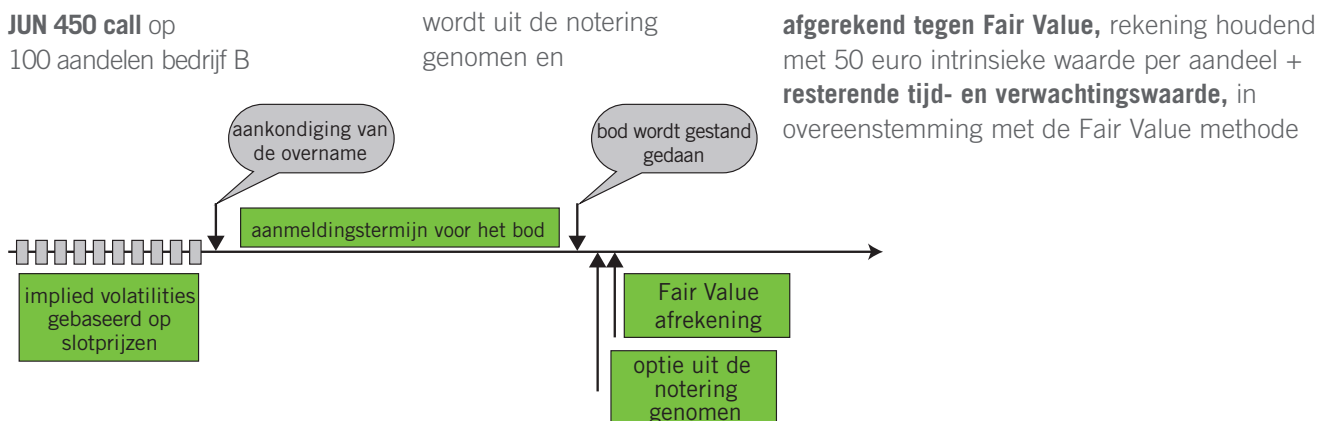 JUN 450 call op
100 aandelen bedrijf B
wordt uit de notering
genomen en
afgerekend tegen Fair Value, rekening houdend
met 50 euro intrinsieke waarde per aandeel +
resterende tijd- en verwachtingswaarde, in
overeenstemming met de Fair Value methode
aankondiging van
de overname
bod wordt gestand
gedaan
aanmeldingstermijn voor het bod
implied volatilities
gebaseerd op
slotprijzen
Fair Value
afrekening
optie uit de
notering
genomen